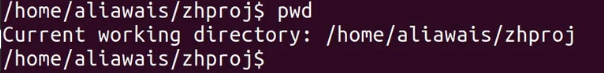 /home/aliawais/zhproj$ pwd
Current working directory: /home/aliawais/zhproj
/home/aliawais/zhproj$